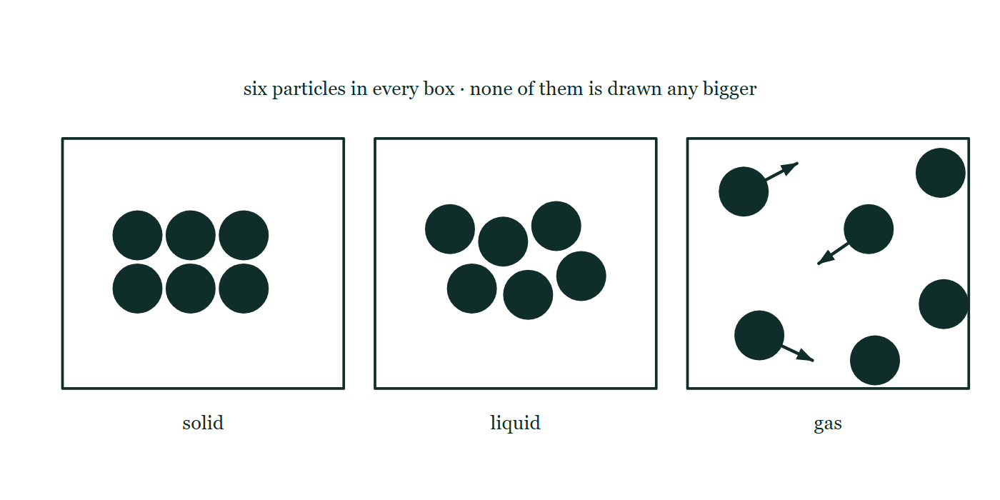 six particles in every box · none of them is drawn any bigger
solid
liquid
gas